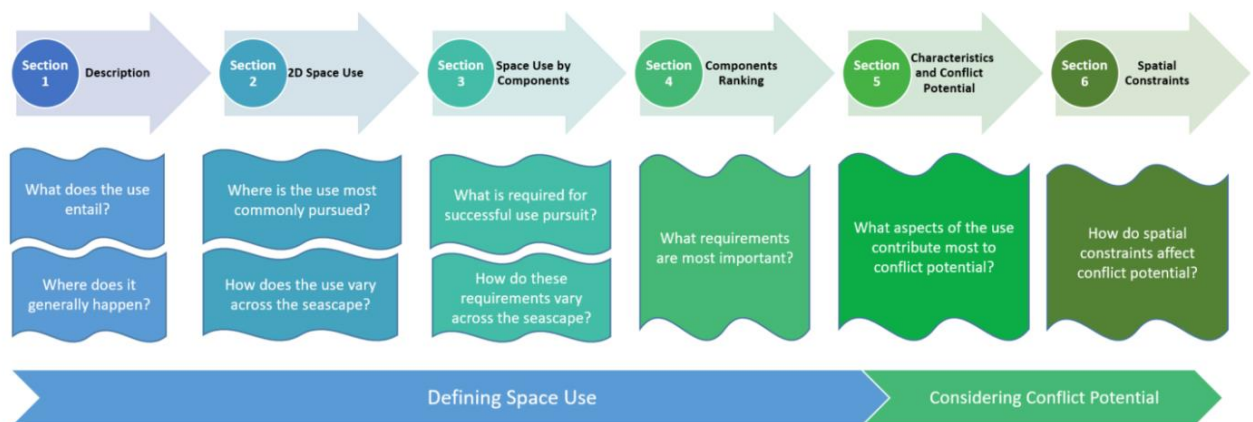 Section
1
Description
Section
2
2D Space Use
Section
3
Space Use by
Components
Section
4
Components
Ranking
Section
5
Characteristics
and Conflict
Potential
Section
6
Spatial
Constraints
What does the use
entail?
Where does it
generally happen?
Where is the use most
commonly pursued?
How does the use vary
across the seascape?
What is required for
successful use pursuit?
How do these
requirements vary
across the seascape?
What requirements
are most important?
What aspects of the use
contribute most to
conflict potential?
How do spatial
constraints affect
conflict potential?
Defining Space Use
Considering Conflict Potential